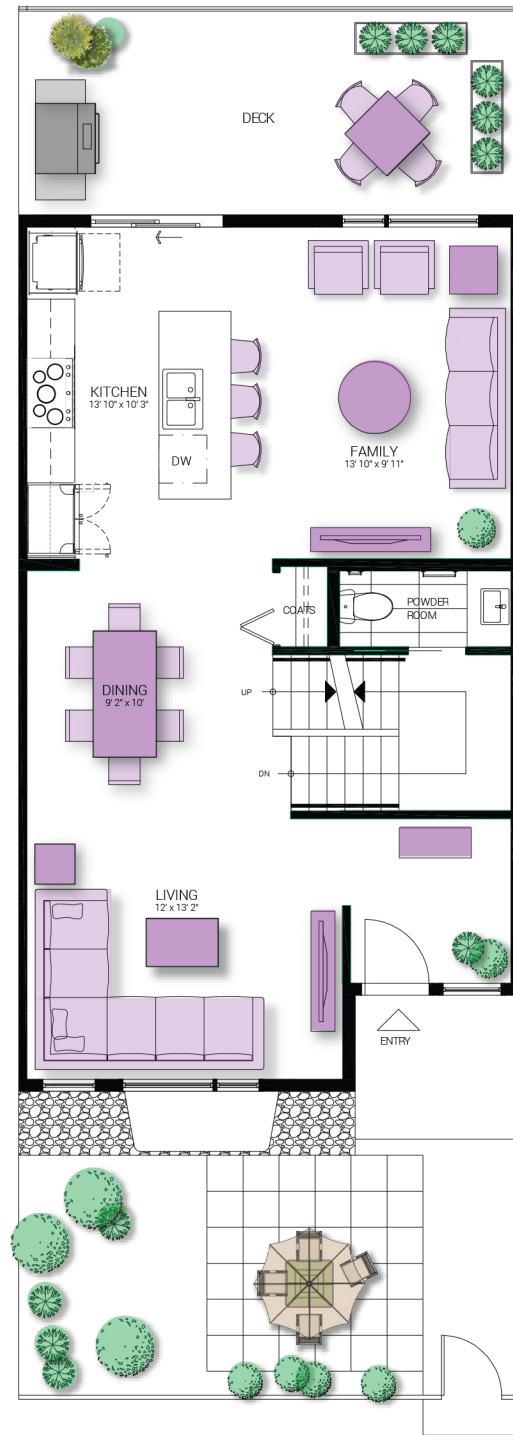 DECK
KITCHEN
13' 10" x 10' 3"
DW
FAMILY
13' 10" x 9' 11"
COATS
POWDER
ROOM
DINING
9' 2" x 10'
UP
DN
LIVING
12' x 13' 2"
ENTRY